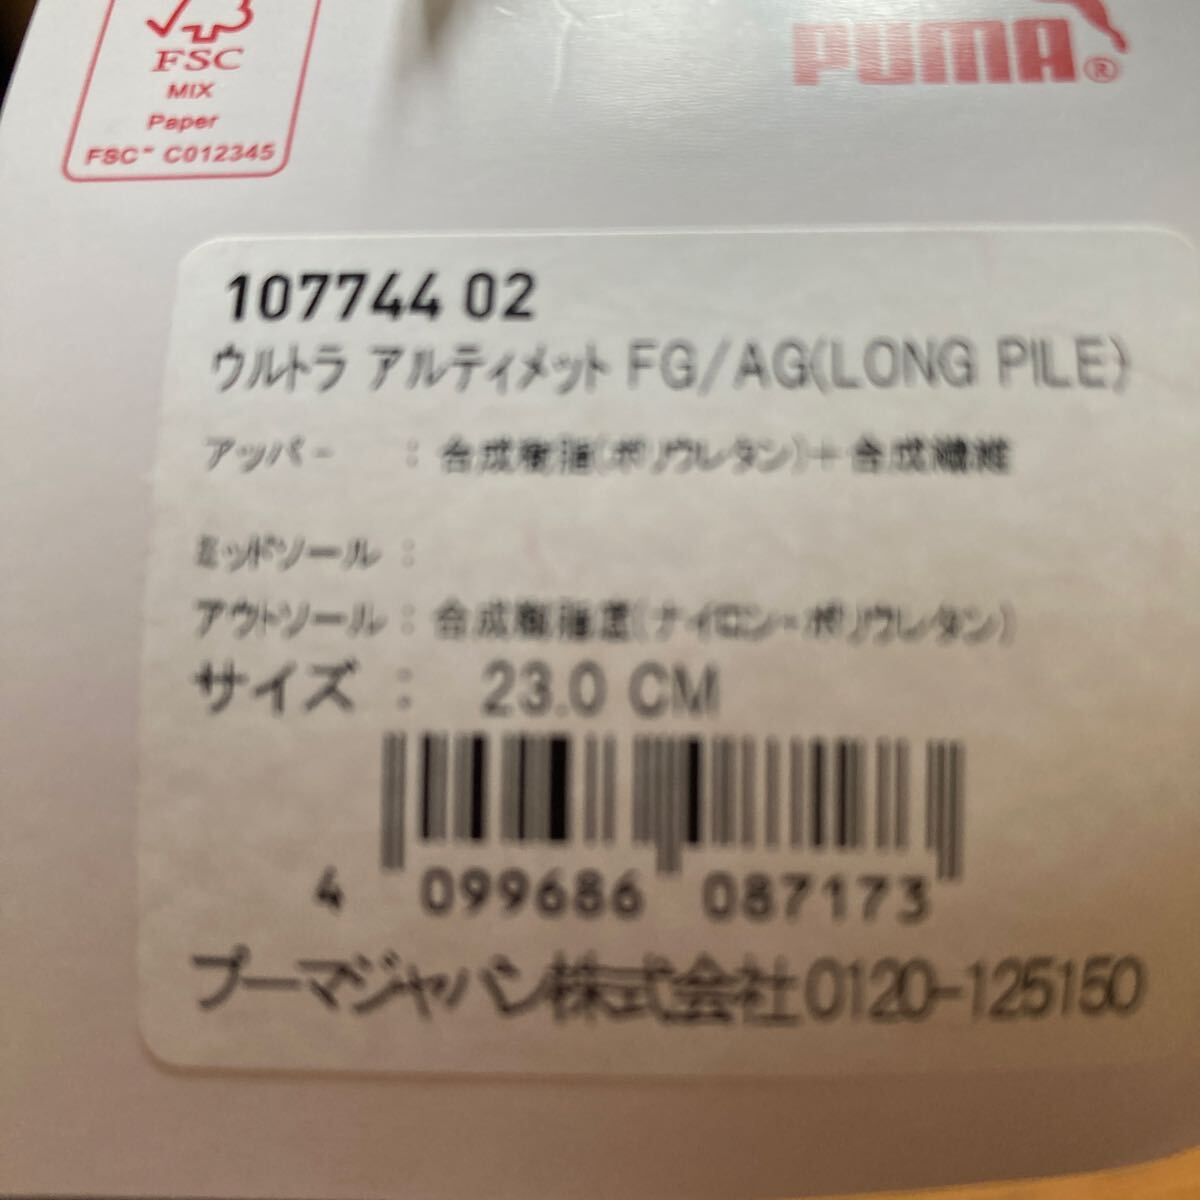 FSC
MIX
Paper
FSC™ C012345
PUMA®
107744 02
ウルトラ アルティメット FG/AG(LONG PILE)
アッパー : 合成樹脂(ポリウレタン)+合成繊維
ミッドソール :
アウトソール : 合成樹脂底(ナイロン-ポリウレタン)
サイズ : 23.0 CM
4 099686 087173
プーマジャパン株式会社0120-125150